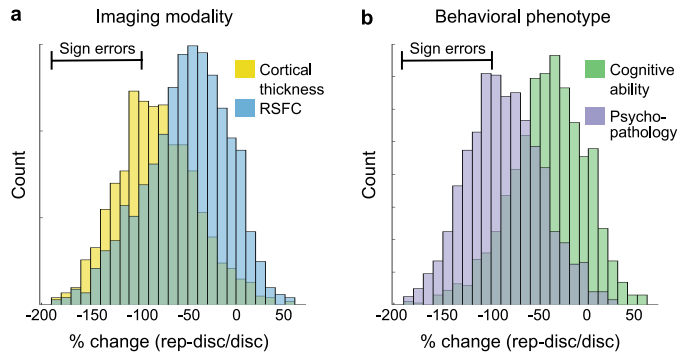 a Imaging modality
Sign errors
Cortical
thickness
RSFC
Count
-200 -150 -100 -50 0 50
% change (rep-disc/disc)
b Behavioral phenotype
Sign errors
Cognitive
ability
Psycho-
pathology
Count
-200 -150 -100 -50 0 50
% change (rep-disc/disc)